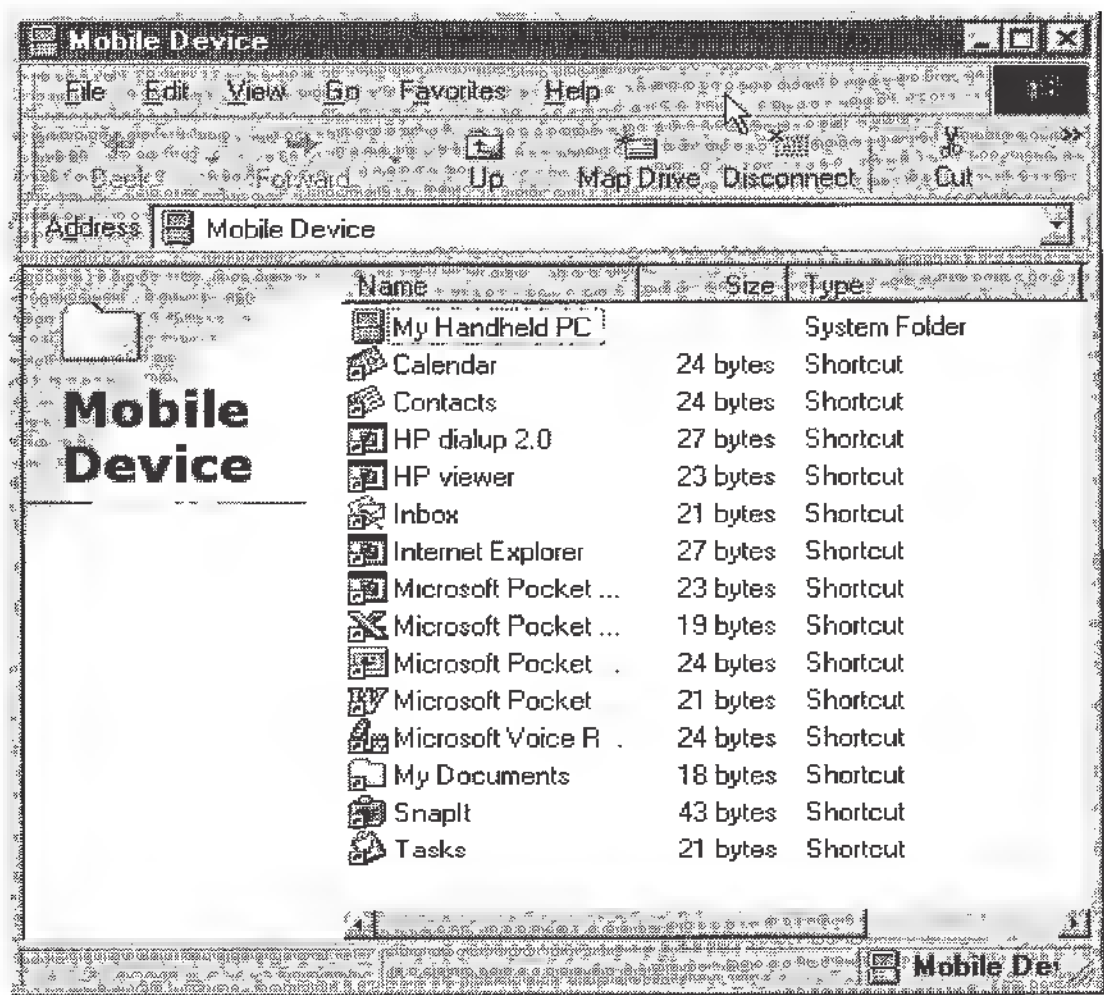 Mobile Device
File Edit View Go Favorites Help
Back Forward Up Map Drive Disconnect Cut »
Address Mobile Device
Mobile
Device
Name Size Type
My Handheld PC System Folder
Calendar 24 bytes Shortcut
Contacts 24 bytes Shortcut
HP dialup 2.0 27 bytes Shortcut
HP viewer 23 bytes Shortcut
Inbox 21 bytes Shortcut
Internet Explorer 27 bytes Shortcut
Microsoft Pocket ... 23 bytes Shortcut
Microsoft Pocket ... 19 bytes Shortcut
Microsoft Pocket . 24 bytes Shortcut
Microsoft Pocket 21 bytes Shortcut
Microsoft Voice R . 24 bytes Shortcut
My Documents 18 bytes Shortcut
SnapIt 43 bytes Shortcut
Tasks 21 bytes Shortcut
Mobile De